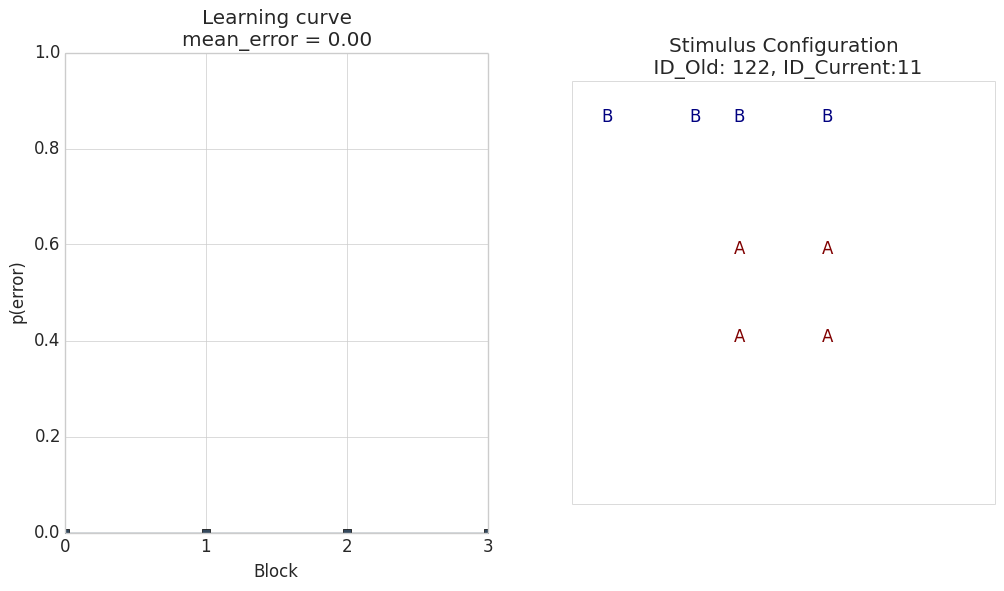 Learning curve
mean_error = 0.00
1.0
0.8
0.6
0.4
0.2
0.0
0 1 2 3
p(error)
Block
Stimulus Configuration
ID_Old: 122, ID_Current:11
B B B B
A A
A A